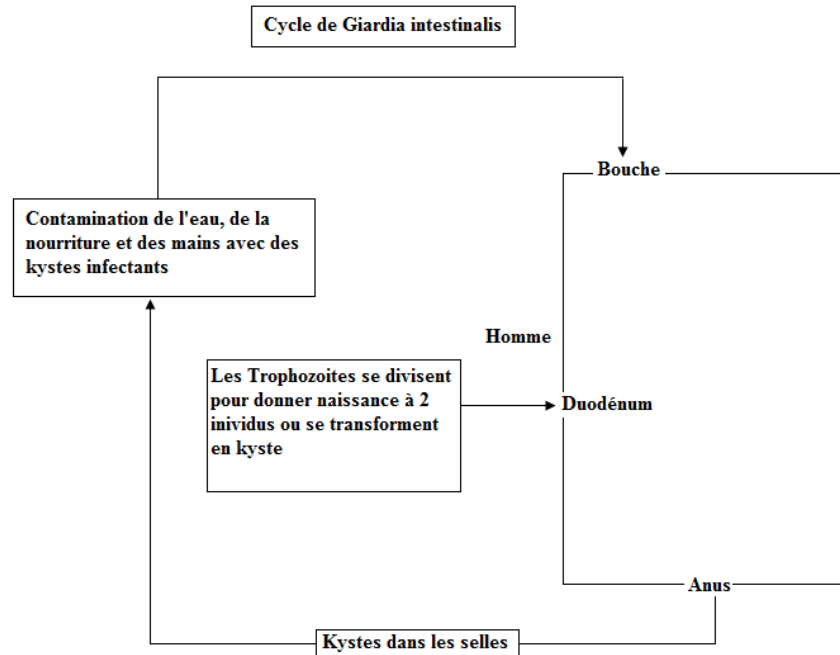 Cycle de Giardia intestinalis
Bouche
Contamination de l'eau, de la
nourriture et des mains avec des
kystes infectants
Homme
Les Trophozoites se divisent
pour donner naissance à 2
inividus ou se transforment
en kyste
Duodénum
Anus
Kystes dans les selles